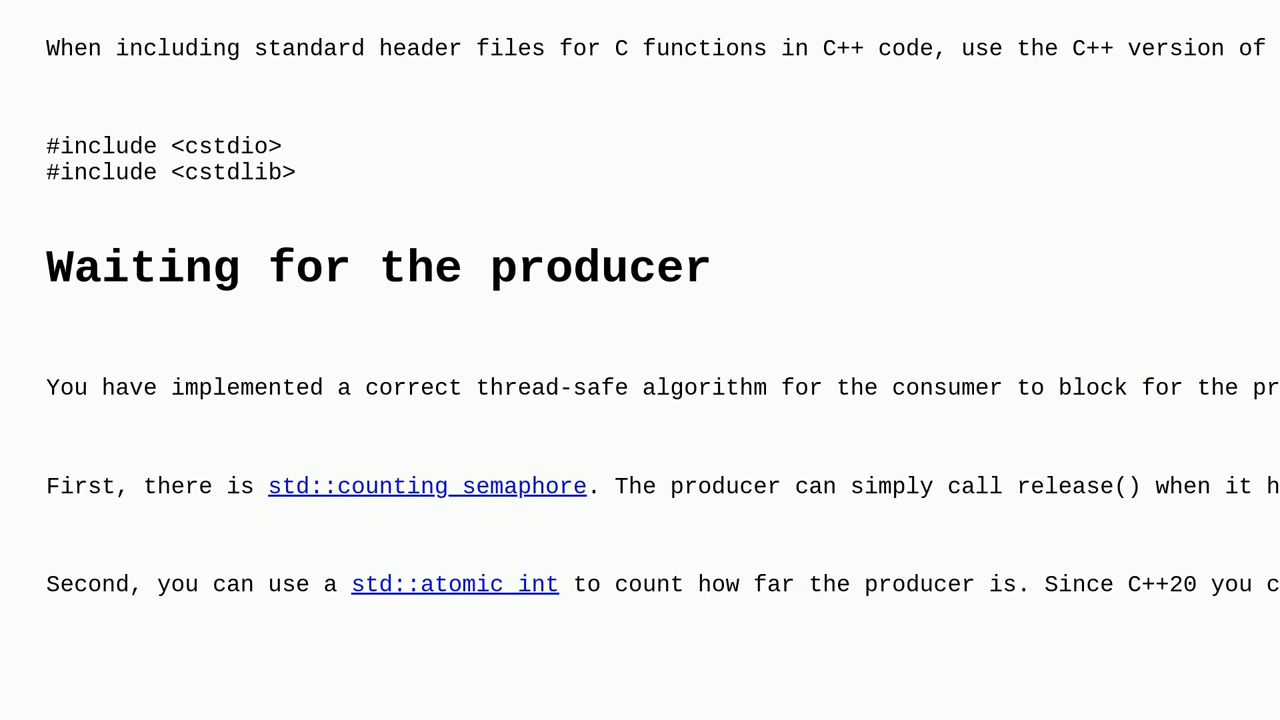 When including standard header files for C functions in C++ code, use the C++ version of
#include <cstdio>
#include <cstdlib>
Waiting for the producer
You have implemented a correct thread-safe algorithm for the consumer to block for the pr
First, there is std::counting_semaphore. The producer can simply call release() when it h
Second, you can use a std::atomic_int to count how far the producer is. Since C++20 you c